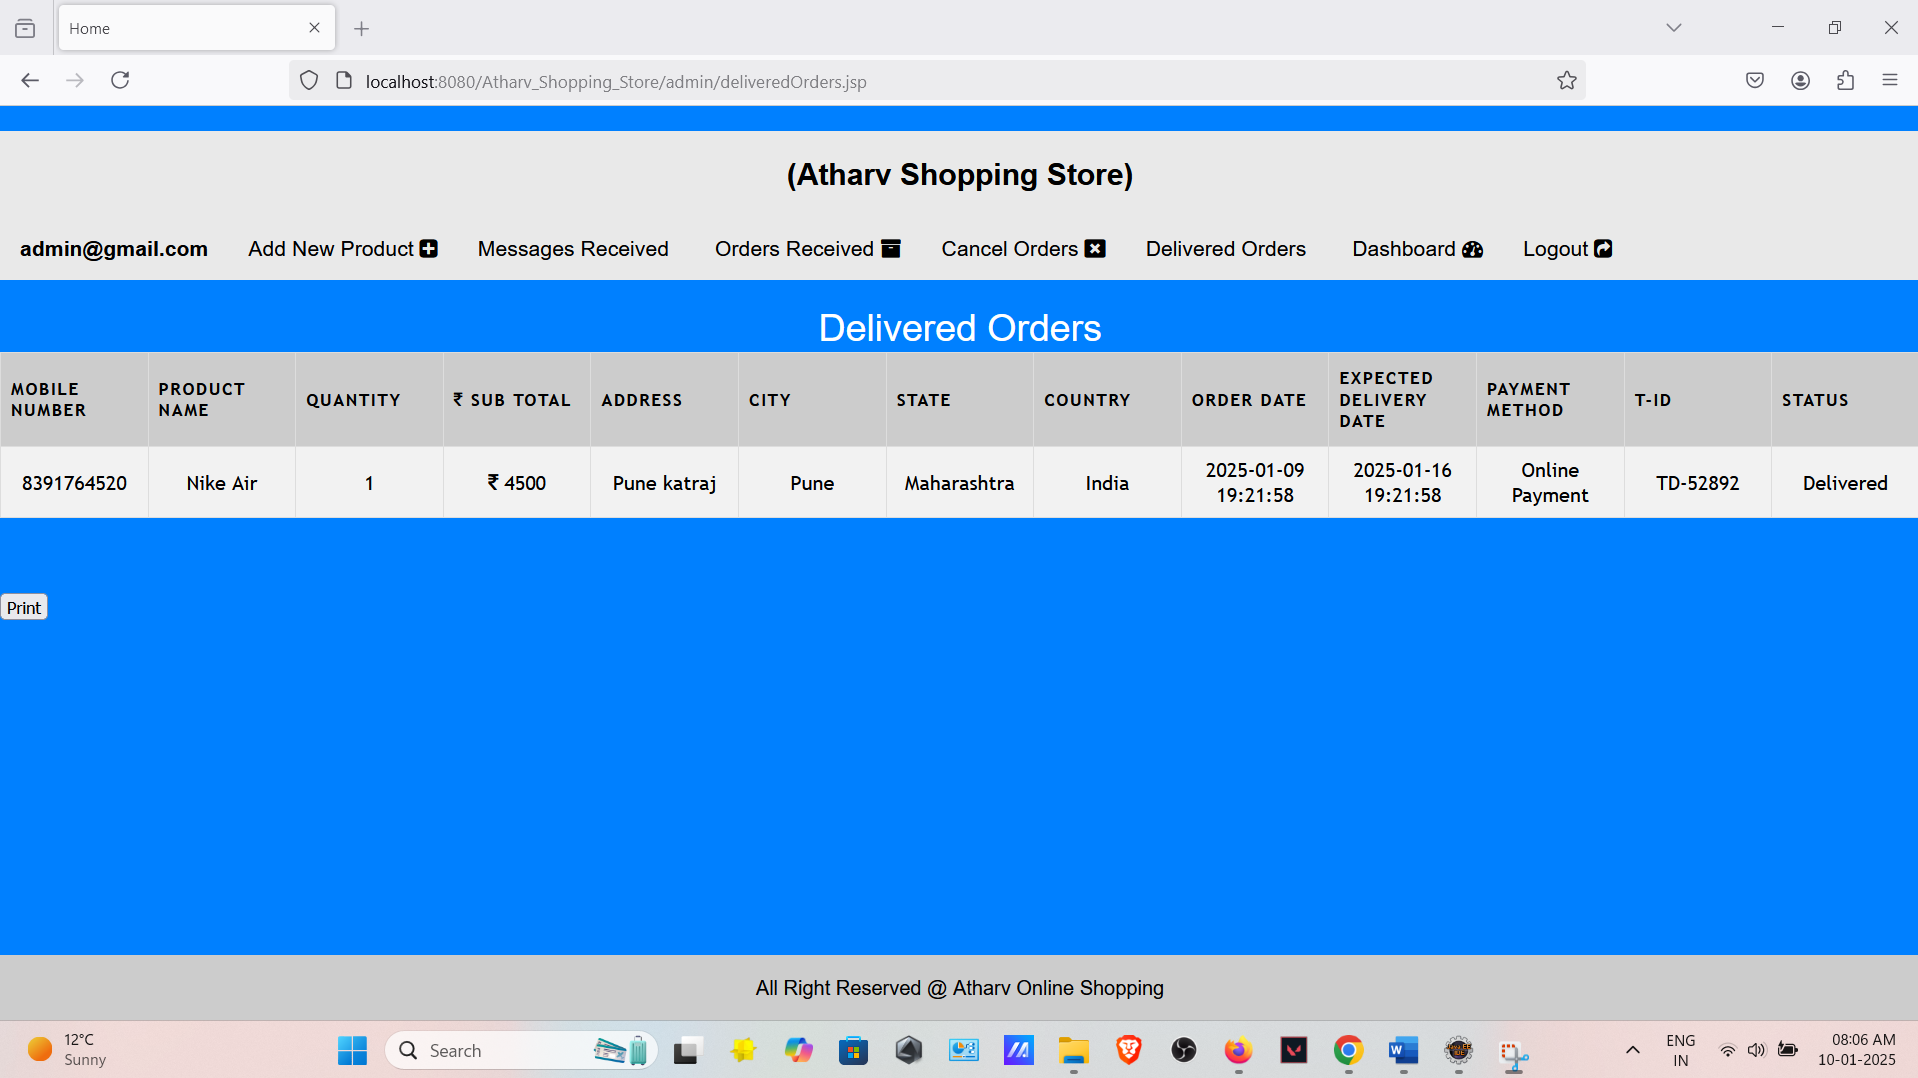 Home
localhost:8080/Atharv_Shopping_Store/admin/deliveredOrders.jsp
(Atharv Shopping Store)
admin@gmail.com Add New Product Messages Received Orders Received Cancel Orders Delivered Orders Dashboard Logout
Delivered Orders
MOBILE NUMBER PRODUCT NAME QUANTITY ₹ SUB TOTAL ADDRESS CITY STATE COUNTRY ORDER DATE EXPECTED DELIVERY DATE PAYMENT METHOD T-ID STATUS
8391764520 Nike Air 1 ₹ 4500 Pune katraj Pune Maharashtra India 2025-01-09 19:21:58 2025-01-16 19:21:58 Online Payment TD-52892 Delivered
Print
All Right Reserved @ Atharv Online Shopping
12°C
Sunny
Search
ENG
IN
08:06 AM
10-01-2025